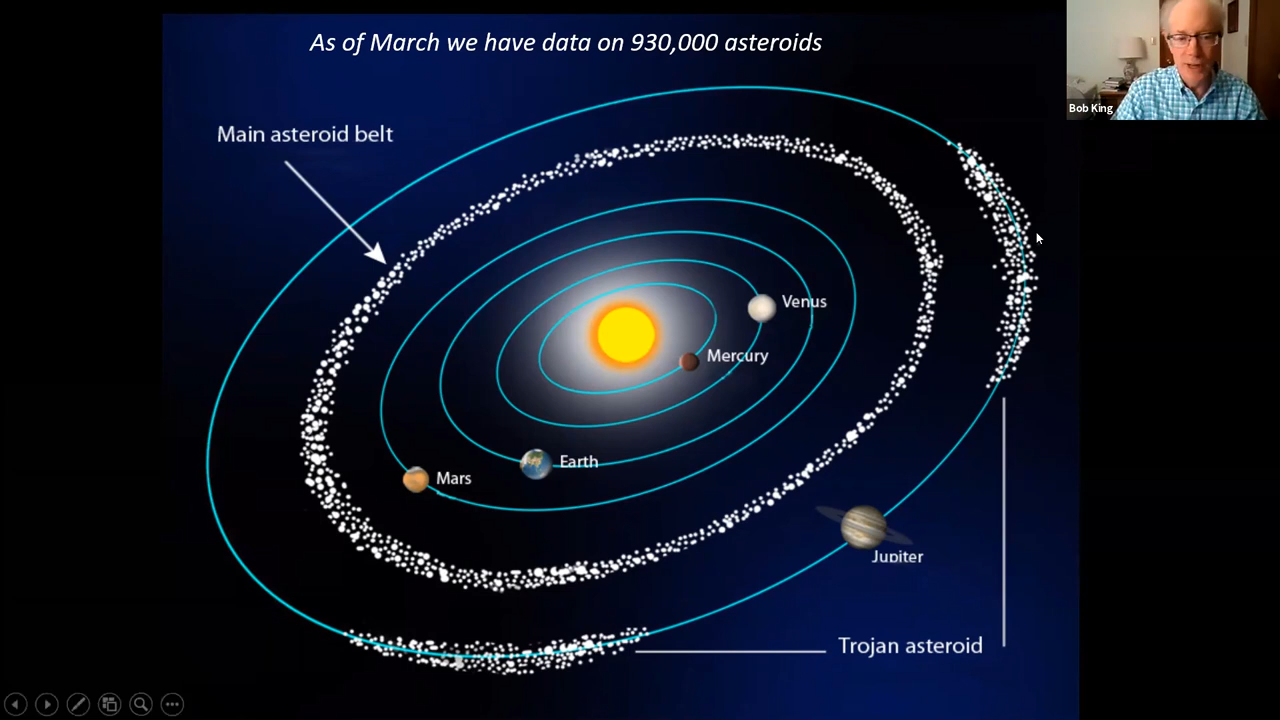 As of March we have data on 930,000 asteroids
Bob King
Main asteroid belt
Venus
Mercury
Earth
Mars
Jupiter
Trojan asteroid